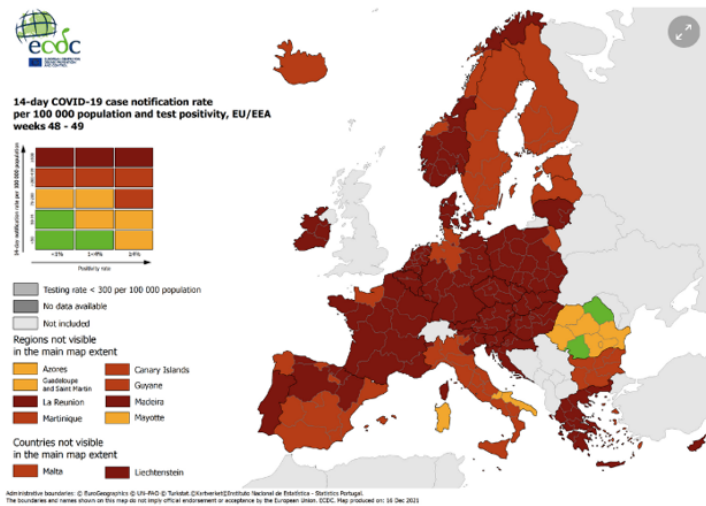 ecdc
14-day COVID-19 case notification rate
per 100 000 population and test positivity, EU/EEA
weeks 48 - 49
14-day notification rate per 100 000 population
<1%
1-<4%
≥4%
Positivity rate
Testing rate < 300 per 100 000 population
No data available
Not included
Regions not visible
in the main map extent
Azores
Canary Islands
Guadeloupe
and Saint Martin
Guyane
La Reunion
Madeira
Martinique
Mayotte
Countries not visible
in the main map extent
Malta
Liechtenstein
Administrative boundaries: © EuroGeographics © UN–FAO © Turkstat.©Kartverket©Instituto Nacional de Estatística - Statistics Portugal.
The boundaries and names shown on this map do not imply official endorsement or acceptance by the European Union. ECDC. Map produced on: 16 Dec 2021